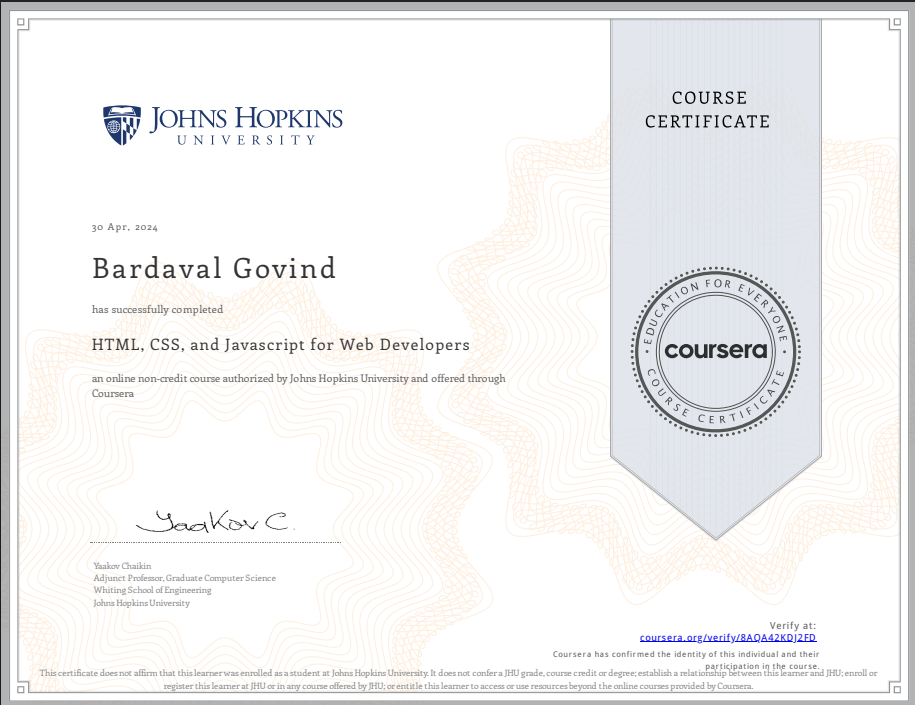 JOHNS HOPKINS
UNIVERSITY
COURSE
CERTIFICATE
30 Apr, 2024
Bardaval Govind
has successfully completed
HTML, CSS, and Javascript for Web Developers
an online non-credit course authorized by Johns Hopkins University and offered through
Coursera
EDUCATION FOR EVERYONE
coursera
COURSE CERTIFICATE
Yaakov C.
Yaakov Chaikin
Adjunct Professor, Graduate Computer Science
Whiting School of Engineering
Johns Hopkins University
Verify at:
coursera.org/verify/8AQA42KDJ2FD
Coursera has confirmed the identity of this individual and their
participation in the course.
This certificate does not affirm that this learner was enrolled as a student at Johns Hopkins University. It does not confer a JHU grade, course credit or degree; establish a relationship between this learner and JHU; enroll or
register this learner at JHU or in any course offered by JHU; or entitle this learner to access or use resources beyond the online courses provided by Coursera.